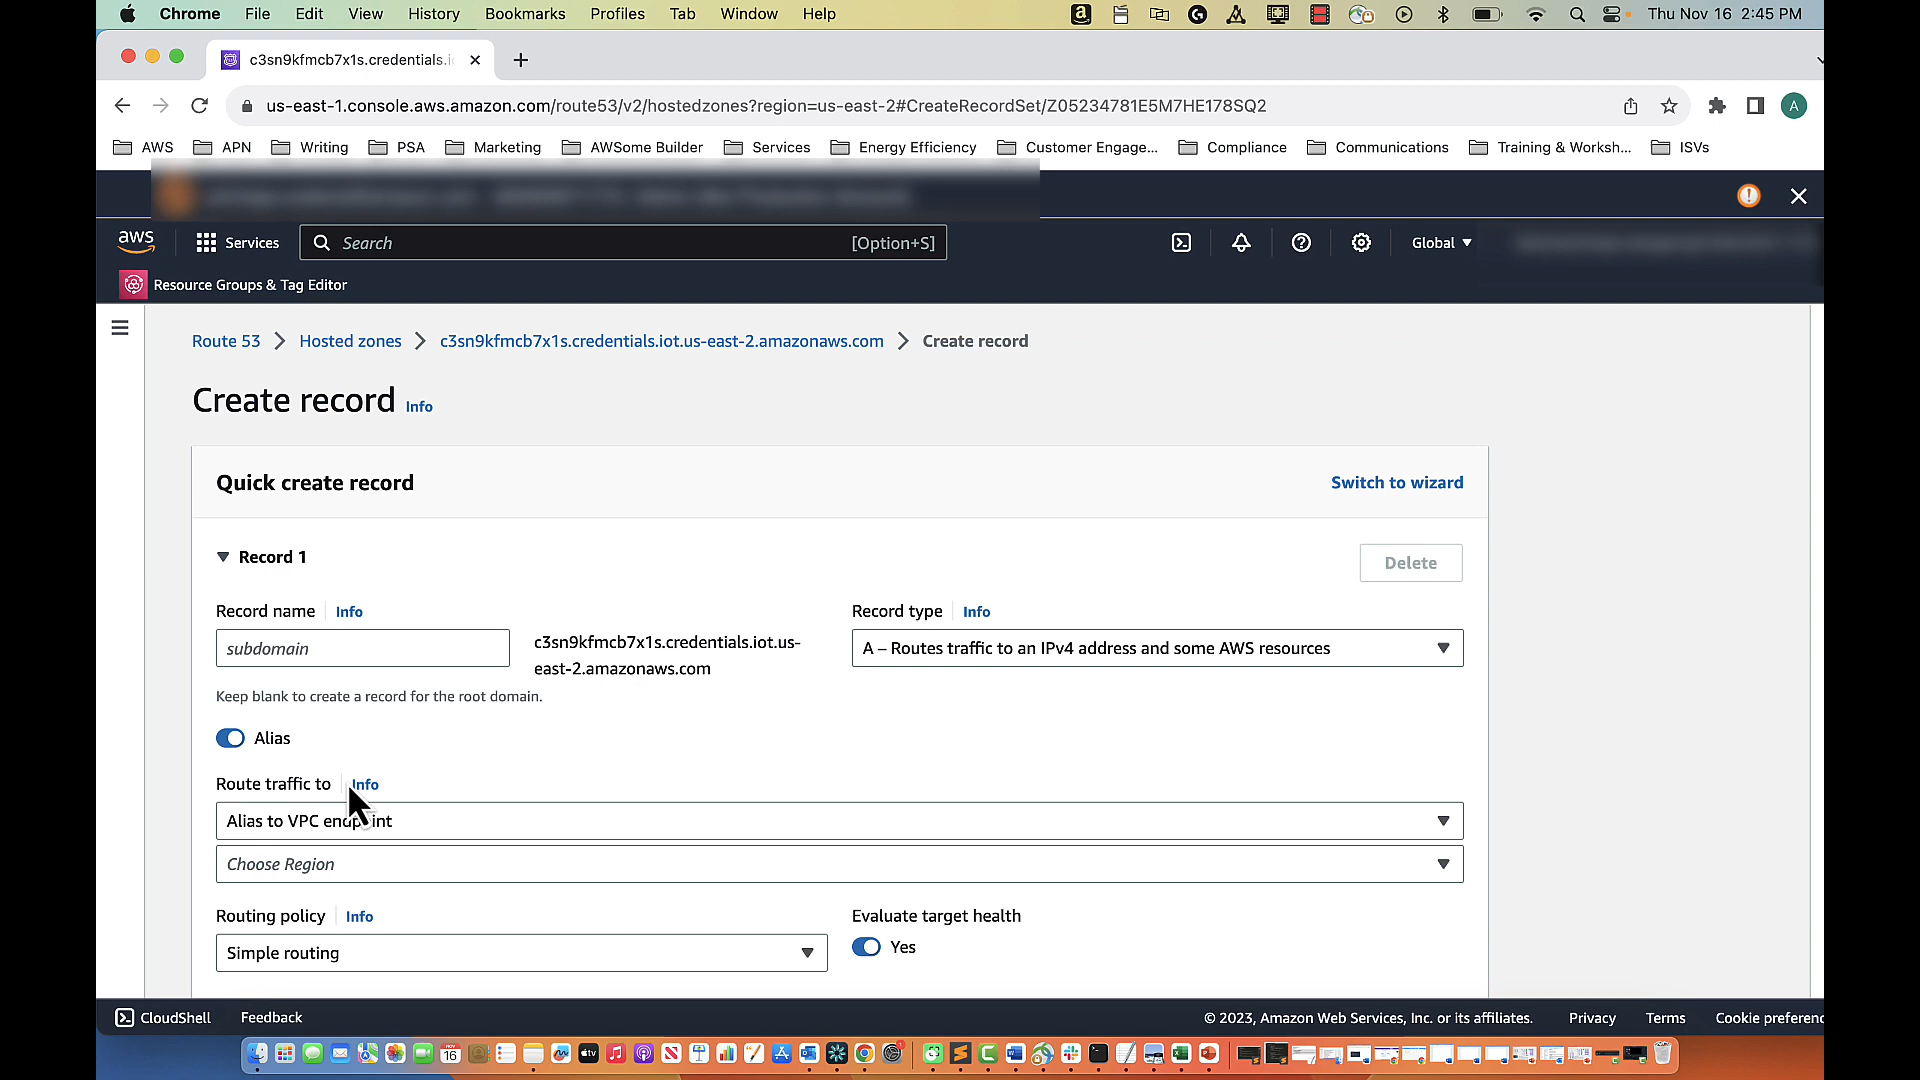 Chrome File Edit View History Bookmarks Profiles Tab Window Help Thu Nov 16 2:45 PM
c3sn9kfmcb7x1s.credentials.i
us-east-1.console.aws.amazon.com/route53/v2/hostedzones?region=us-east-2#CreateRecordSet/Z05234781E5M7HE178SQ2 A
AWS APN Writing PSA Marketing AWSome Builder Services Energy Efficiency Customer Engage... Compliance Communications Training & Worksh... ISVs
aws Services Search [Option+S] Global
Resource Groups & Tag Editor
Route 53 Hosted zones c3sn9kfmcb7x1s.credentials.iot.us-east-2.amazonaws.com Create record
Create record Info
Quick create record Switch to wizard
Record 1 Delete
Record name Info Record type Info
subdomain c3sn9kfmcb7x1s.credentials.iot.us-
east-2.amazonaws.com A – Routes traffic to an IPv4 address and some AWS resources
Keep blank to create a record for the root domain.
Alias
Route traffic to Info
Alias to VPC endpoint
Choose Region
Routing policy Info Evaluate target health
Simple routing Yes
CloudShell Feedback © 2023, Amazon Web Services, Inc. or its affiliates. Privacy Terms Cookie preferenc
NOV
16
tv